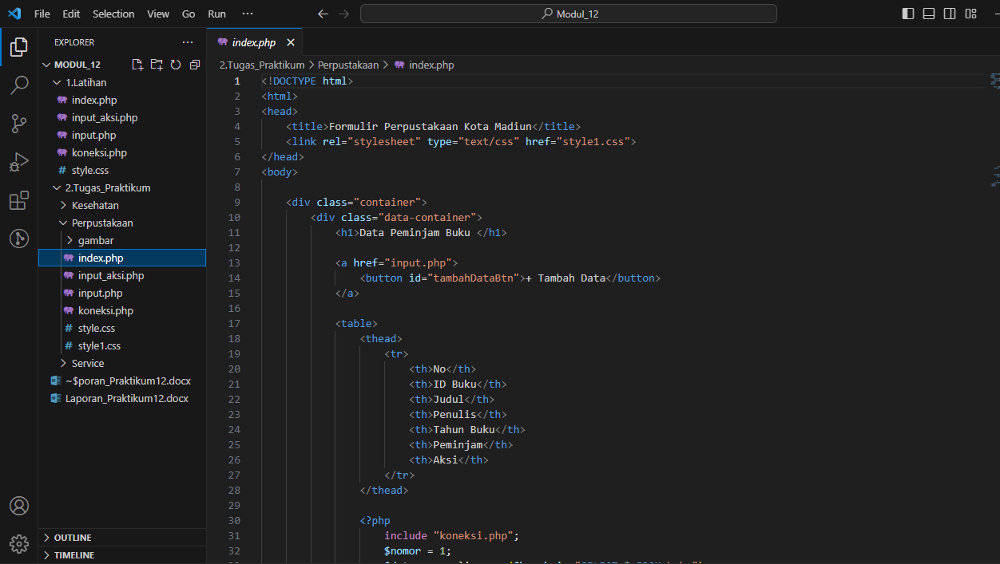 File Edit Selection View Go Run ···
Modul_12
EXPLORER
index.php
MODUL_12
1.Latihan
index.php
input_aksi.php
input.php
koneksi.php
# style.css
2.Tugas_Praktikum
Kesehatan
Perpustakaan
gambar
index.php
input_aksi.php
input.php
koneksi.php
# style.css
# style1.css
Service
~$poran_Praktikum12.docx
Laporan_Praktikum12.docx
OUTLINE
TIMELINE
2.Tugas_Praktikum > Perpustakaan > index.php
1 <!DOCTYPE html>
2 <html>
3 <head>
4 <title>Formulir Perpustakaan Kota Madiun</title>
5 <link rel="stylesheet" type="text/css" href="style1.css">
6 </head>
7 <body>
8
9 <div class="container">
10 <div class="data-container">
11 <h1>Data Peminjam Buku </h1>
12
13 <a href="input.php">
14 <button id="tambahDataBtn">+ Tambah Data</button>
15 </a>
16
17 <table>
18 <thead>
19 <tr>
20 <th>No</th>
21 <th>ID Buku</th>
22 <th>Judul</th>
23 <th>Penulis</th>
24 <th>Tahun Buku</th>
25 <th>Peminjam</th>
26 <th>Aksi</th>
27 </tr>
28 </thead>
29
30 <?php
31 include "koneksi.php";
32 $nomor = 1;